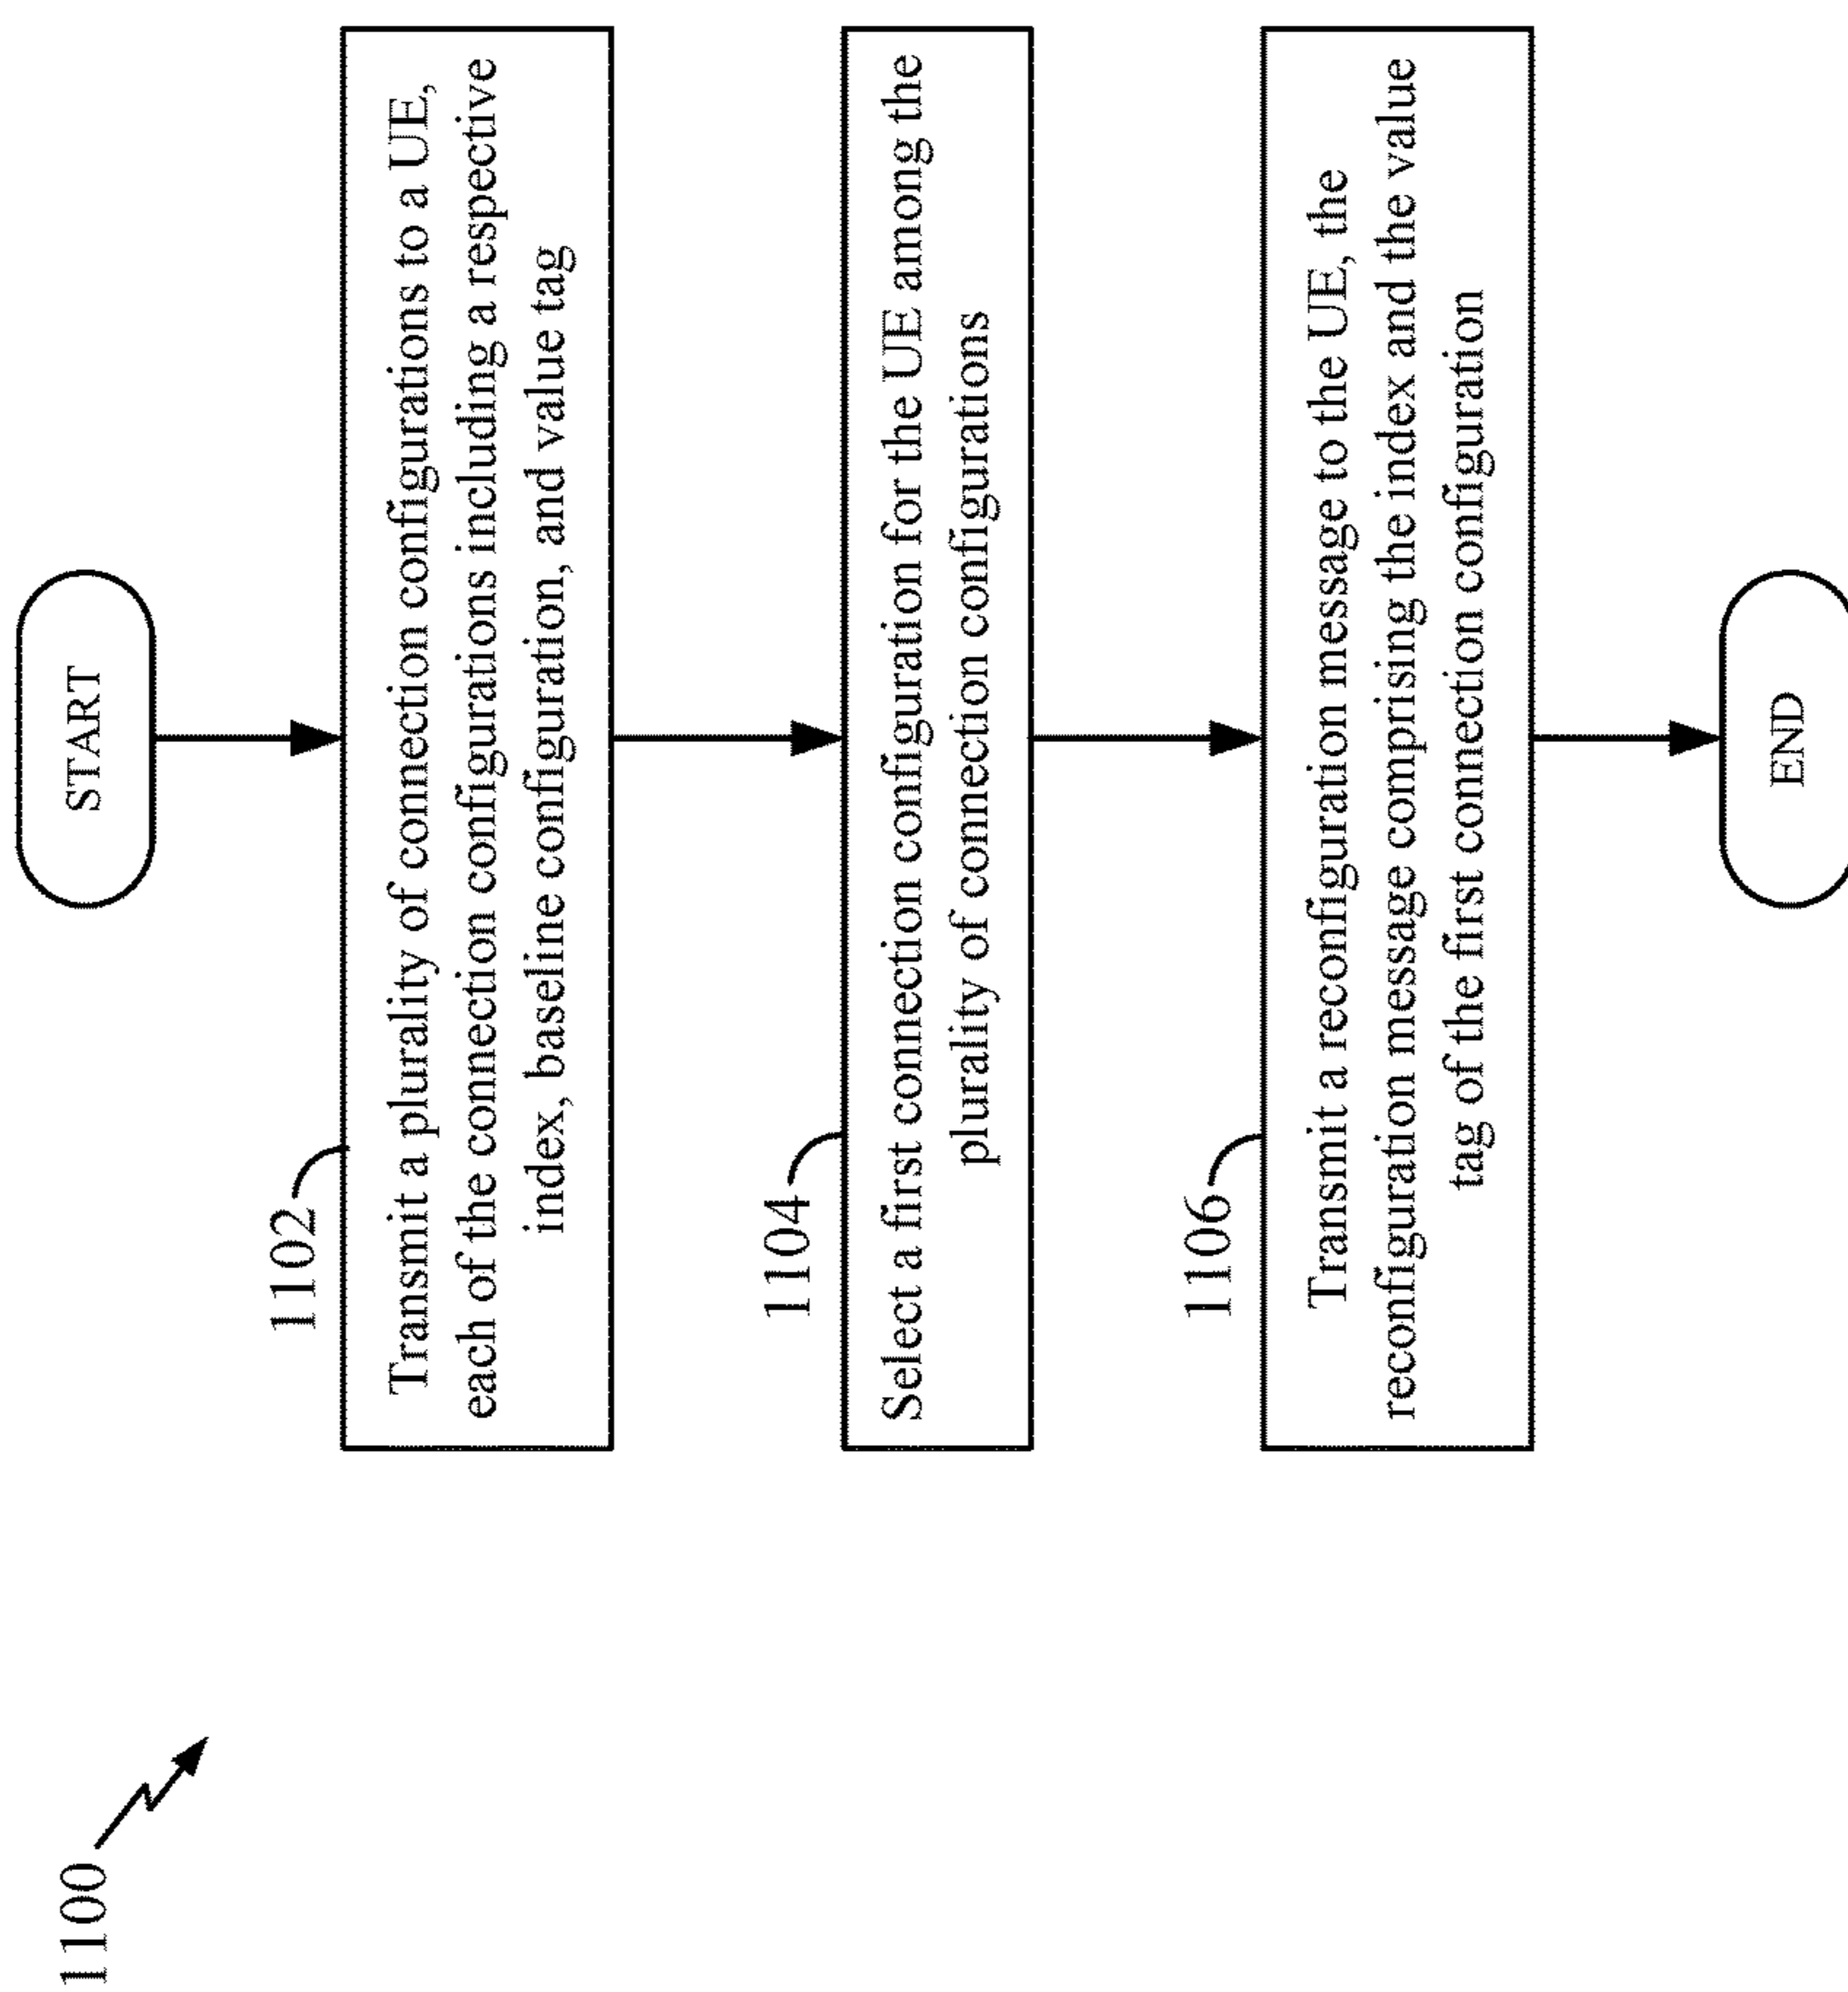 1100
START
1102
Transmit a plurality of connection configurations to a UE,
each of the connection configurations including a respective
index, baseline configuration, and value tag
1104
Select a first connection configuration for the UE among the
plurality of connection configurations
1106
Transmit a reconfiguration message to the UE, the
reconfiguration message comprising the index and the value
tag of the first connection configuration
END